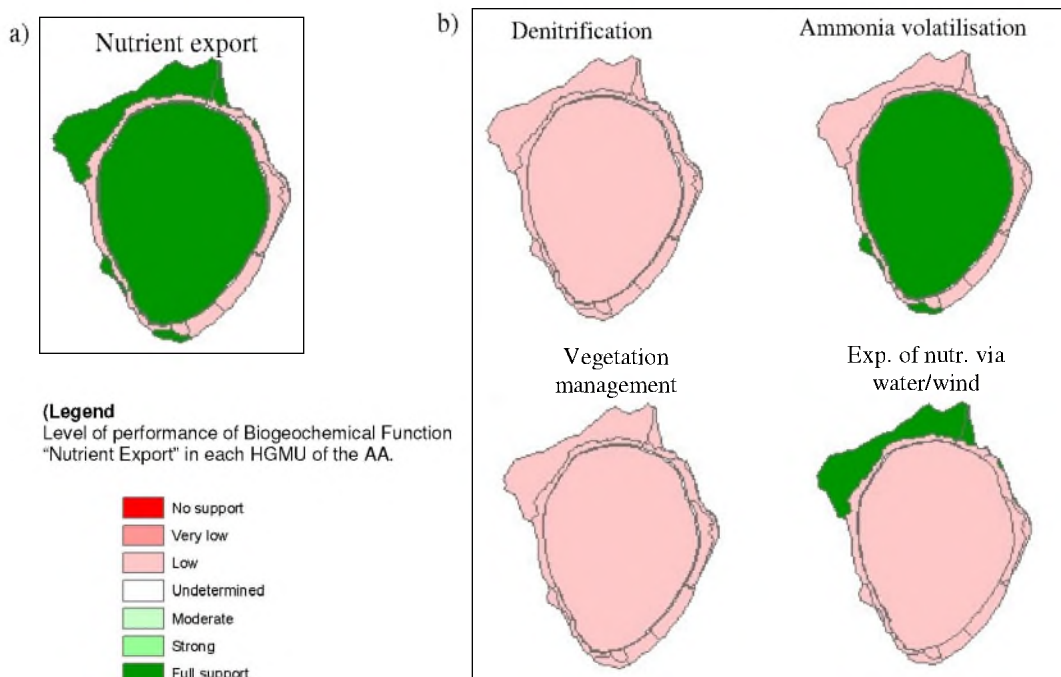 a)
Nutrient export
(Legend
Level of performance of Biogeochemical Function
“Nutrient Export” in each HGMU of the AA.
No support
Very low
Low
Undetermined
Moderate
Strong
Full support
b)
Denitrification
Ammonia volatilisation
Vegetation
management
Exp. of nutr. via
water/wind